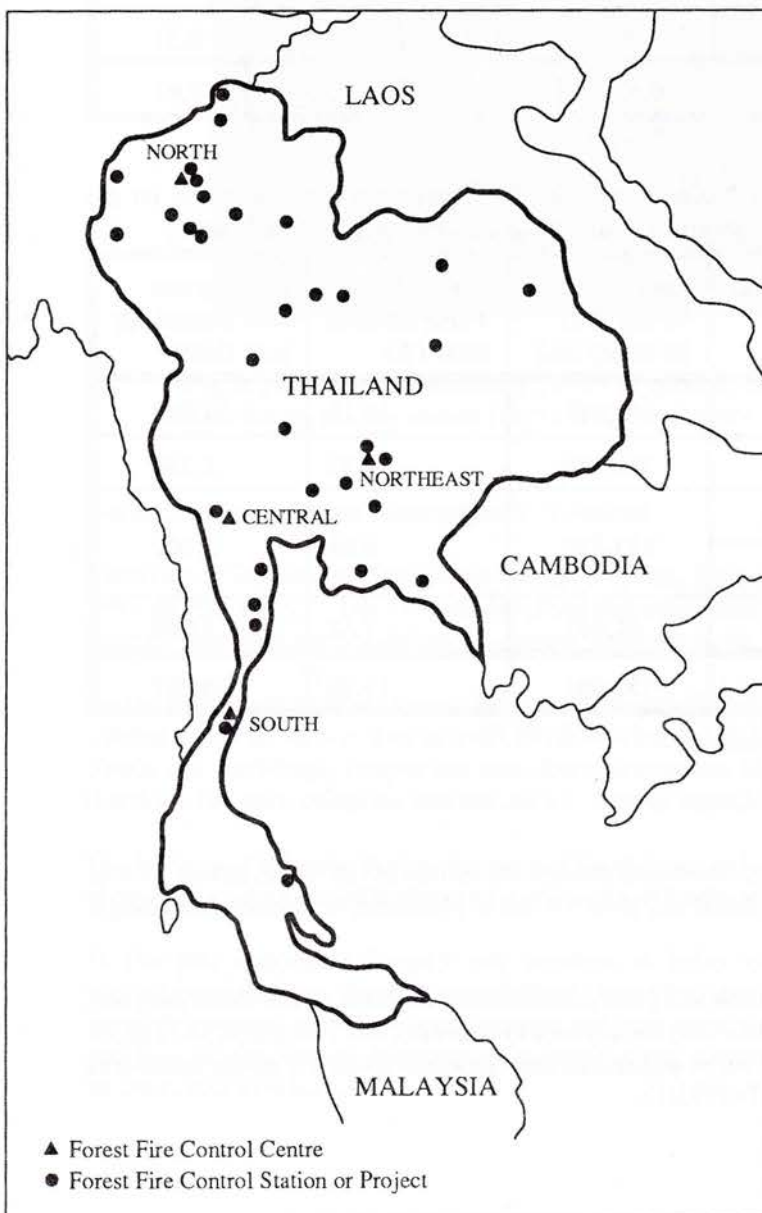 LAOS
NORTH
THAILAND
NORTHEAST
CENTRAL
CAMBODIA
SOUTH
MALAYSIA
▲ Forest Fire Control Centre
● Forest Fire Control Station or Project